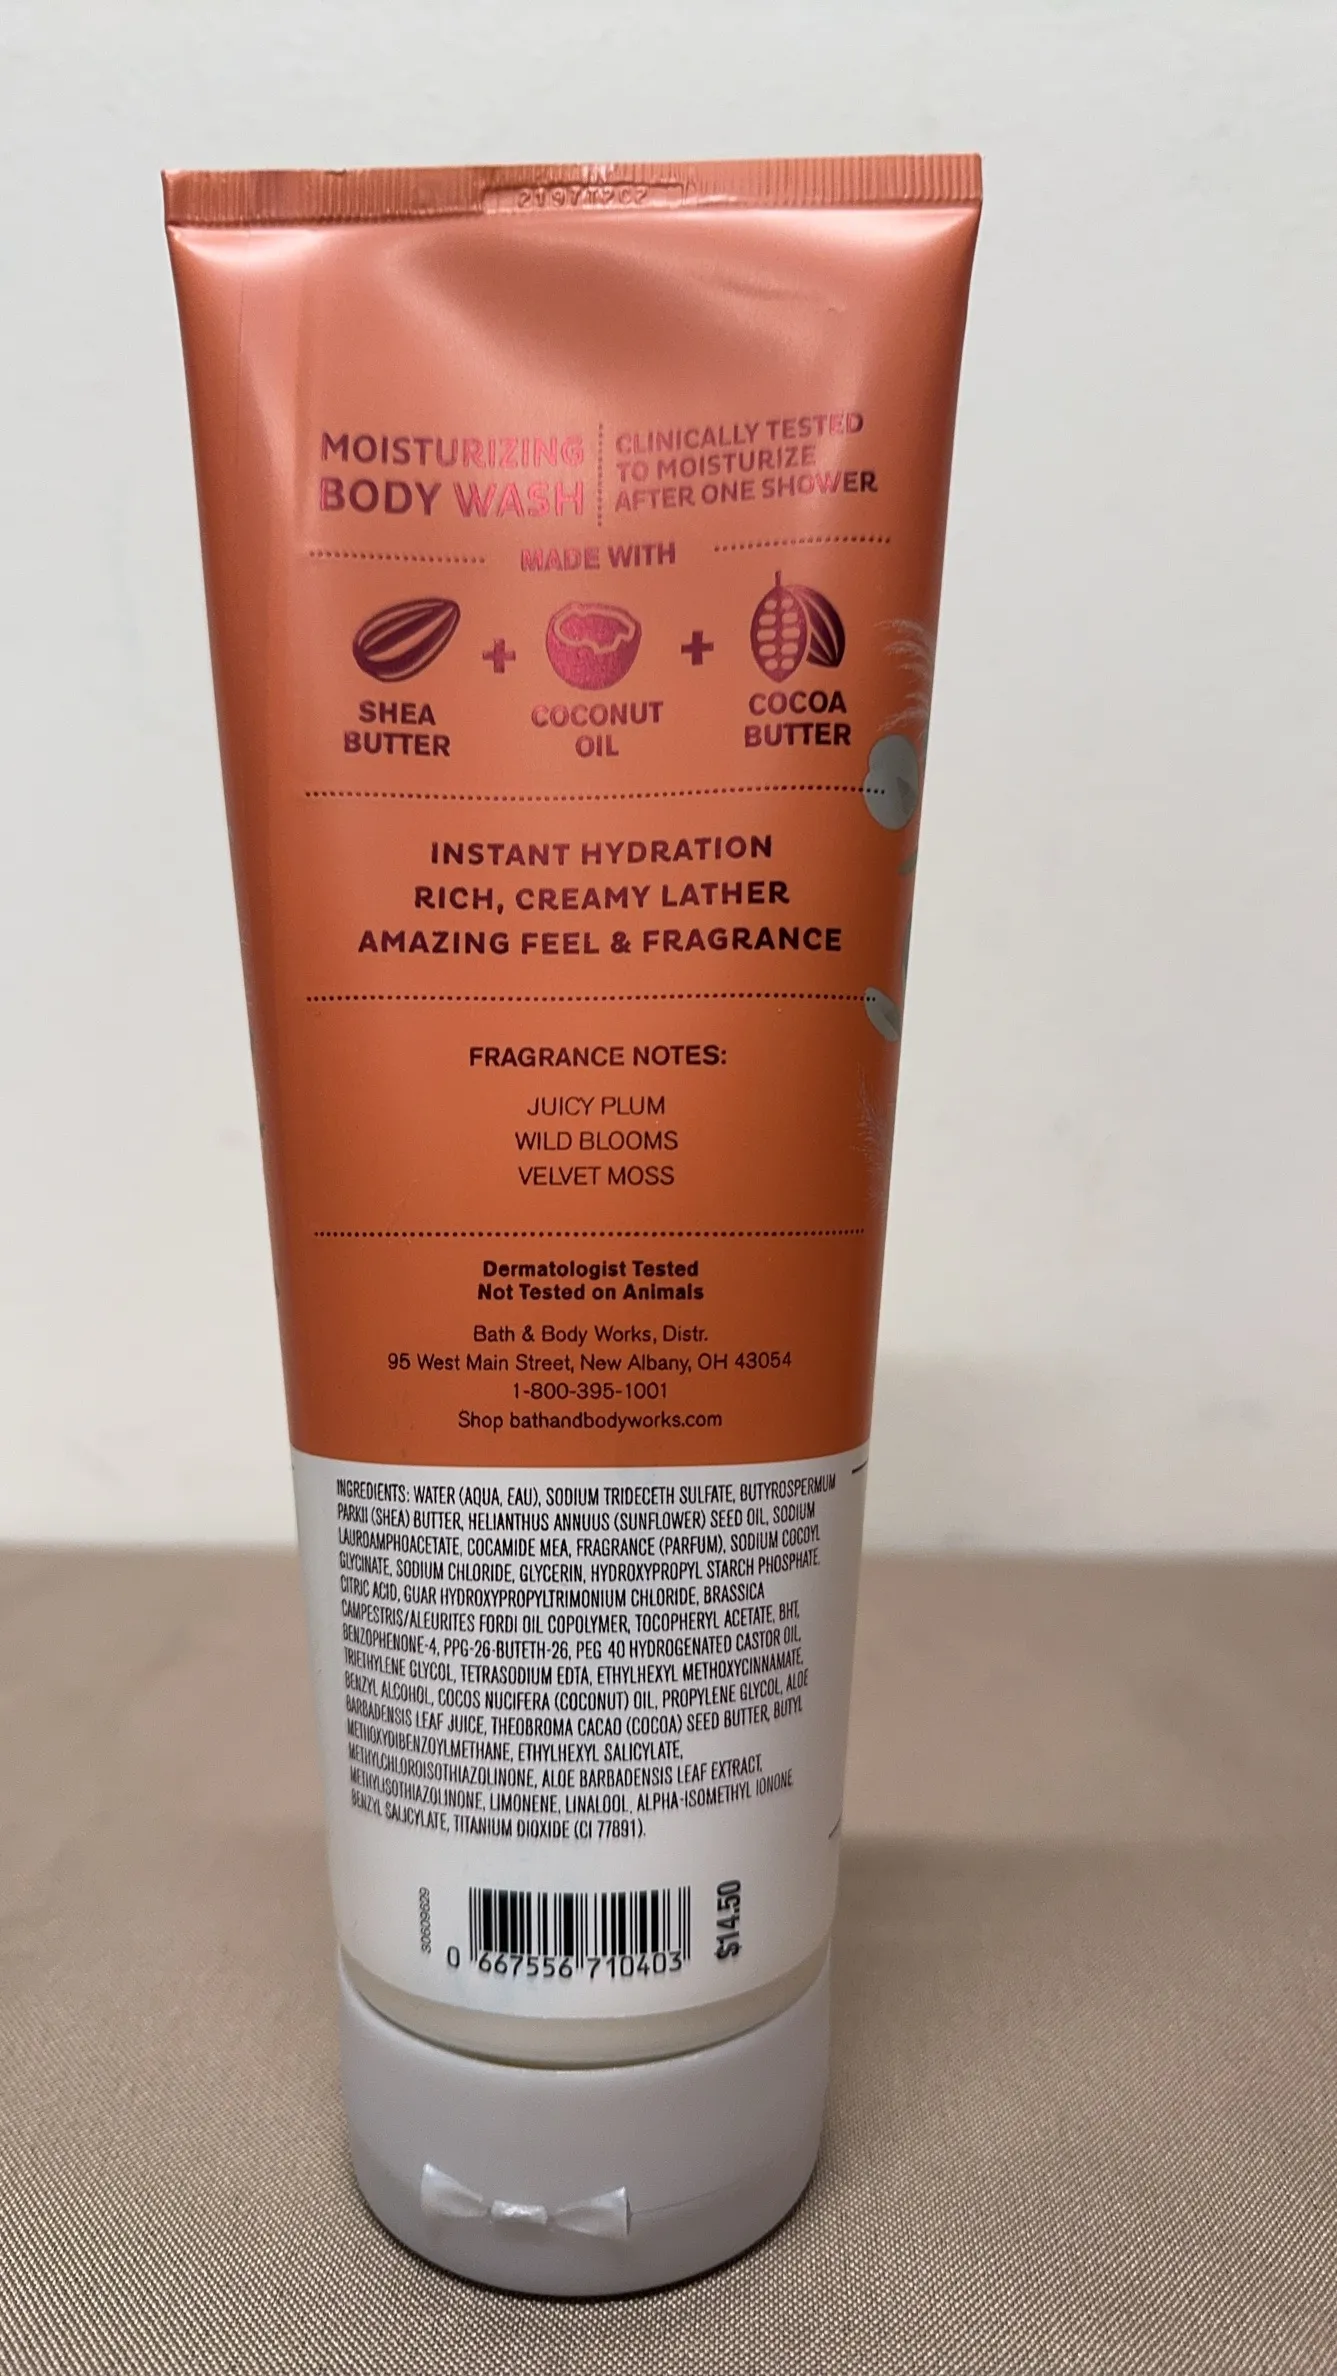 MOISTURIZING
BODY WASH
CLINICALLY TESTED
TO MOISTURIZE
AFTER ONE SHOWER
MADE WITH
SHEA
BUTTER
+
COCONUT
OIL
+
COCOA
BUTTER
INSTANT HYDRATION
RICH, CREAMY LATHER
AMAZING FEEL & FRAGRANCE
FRAGRANCE NOTES:
JUICY PLUM
WILD BLOOMS
VELVET MOSS
Dermatologist Tested
Not Tested on Animals
Bath & Body Works, Distr.
95 West Main Street, New Albany, OH 43054
1-800-395-1001
Shop bathandbodyworks.com
INGREDIENTS: WATER (AQUA, EAU), SODIUM TRIDECETH SULFATE, BUTYROSPERMUM
PARKII (SHEA) BUTTER, HELIANTHUS ANNUUS (SUNFLOWER) SEED OIL, SODIUM
LAUROAMPHOACETATE, COCAMIDE MEA, FRAGRANCE (PARFUM), SODIUM COCOYL
GLYCINATE, SODIUM CHLORIDE, GLYCERIN, HYDROXYPROPYL STARCH PHOSPHATE,
CITRIC ACID, GUAR HYDROXYPROPYLTRIMONIUM CHLORIDE, BRASSICA
CAMPESTRIS/ALEURITES FORDI OIL COPOLYMER, TOCOPHERYL ACETATE, BHT,
BENZOPHENONE-4, PPG-26-BUTETH-26, PEG 40 HYDROGENATED CASTOR OIL,
TRIETHYLENE GLYCOL, TETRASODIUM EDTA, ETHYLHEXYL METHOXYCINNAMATE,
BENZYL ALCOHOL, COCOS NUCIFERA (COCONUT) OIL, PROPYLENE GLYCOL, ALOE
BARBADENSIS LEAF JUICE, THEOBROMA CACAO (COCOA) SEED BUTTER, BUTYL
METHOXYDIBENZOYLMETHANE, ETHYLHEXYL SALICYLATE,
METHYLCHLOROISOTHIAZOLINONE, ALOE BARBADENSIS LEAF EXTRACT,
METHYLISOTHIAZOLINONE, LIMONENE, LINALOOL, ALPHA-ISOMETHYL IONONE,
BENZYL SALICYLATE, TITANIUM DIOXIDE (CI 77891).
30609629
0 667556 710403
$14.50